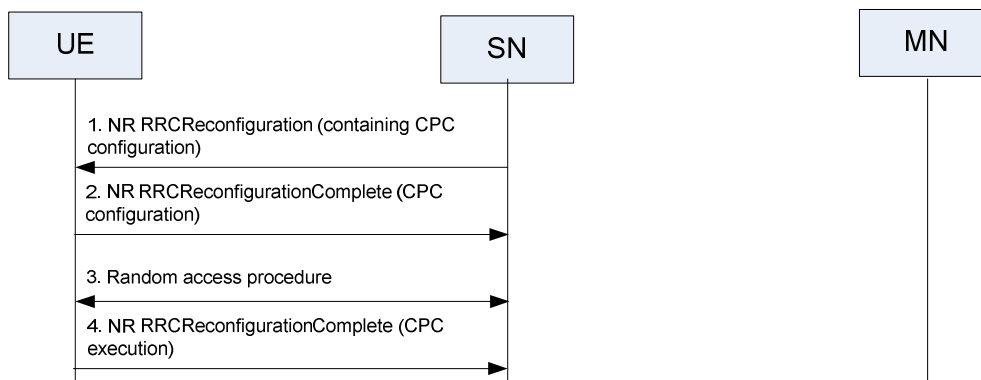 UE
SN
MN
1. NR RRCReconfiguration (containing CPC
configuration)
2. NR RRCReconfigurationComplete (CPC
configuration)
3. Random access procedure
4. NR RRCReconfigurationComplete (CPC
execution)